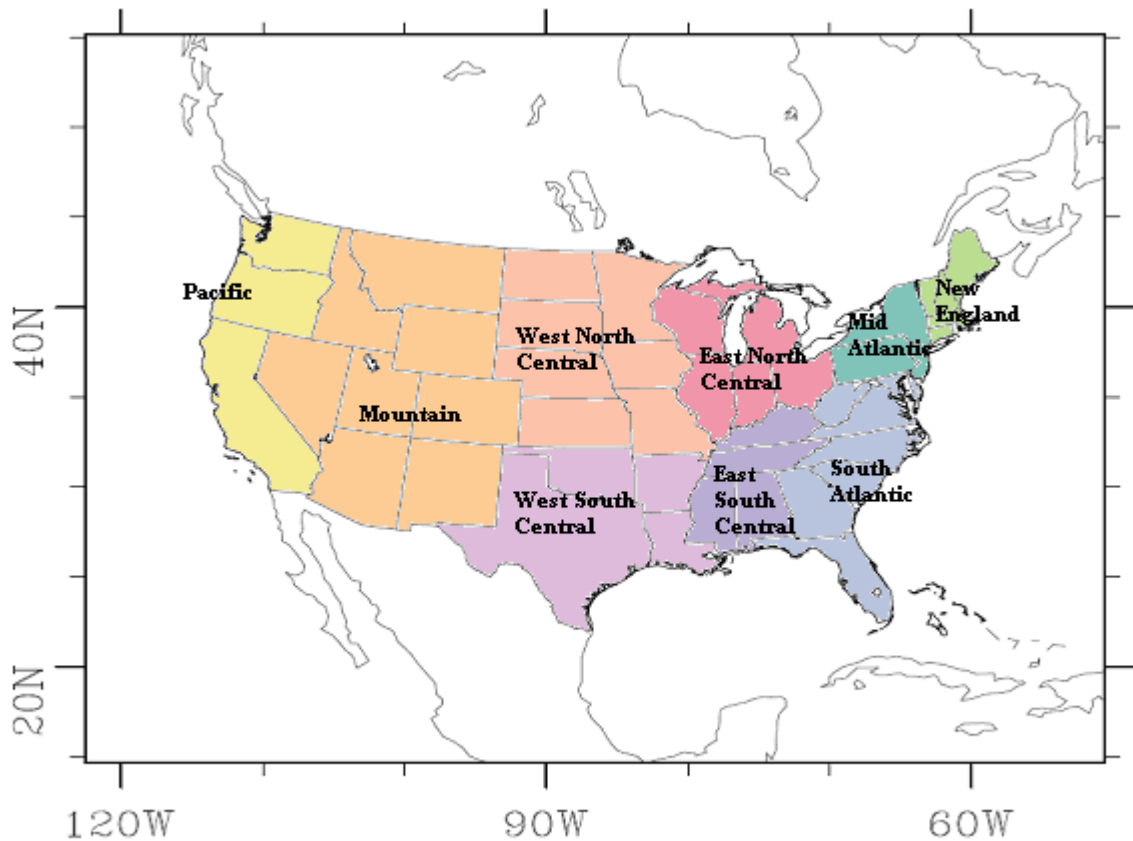 Pacific
Mountain
West North
Central
West South
Central
East North
Central
East
South
Central
South
Atlantic
Mid
Atlantic
New
England
40N
20N
120W
90W
60W